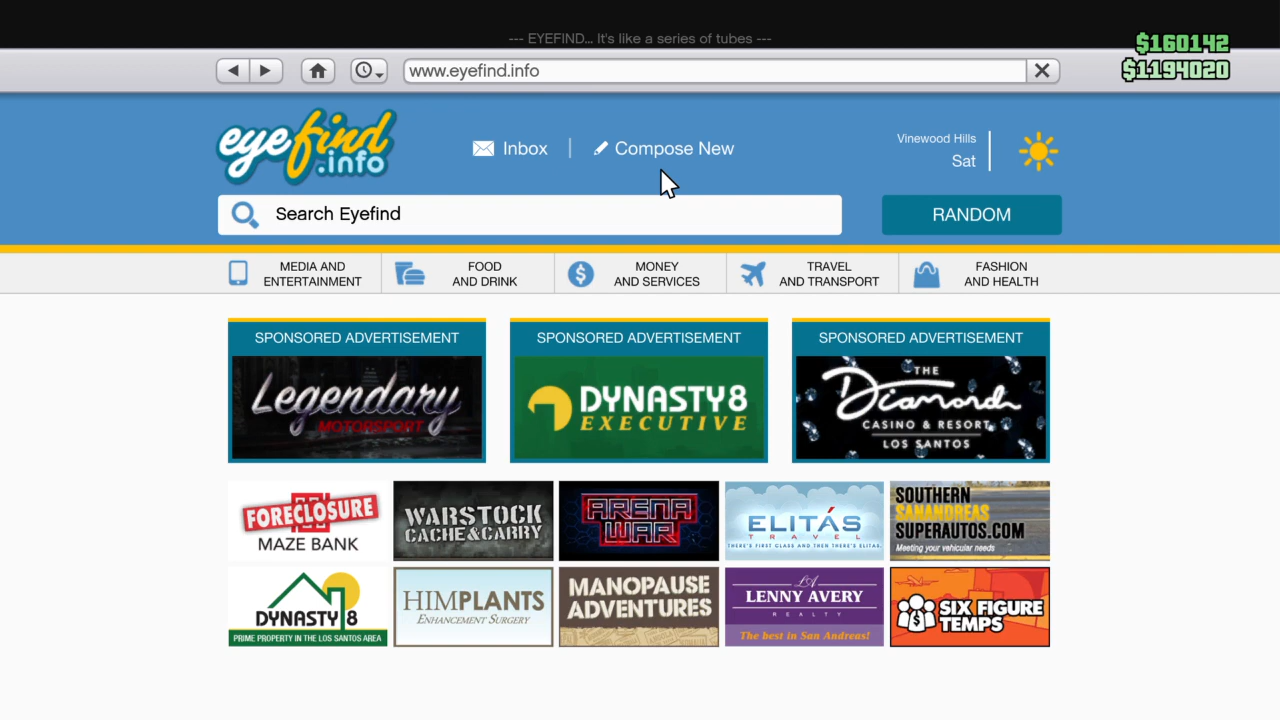 --- EYEFIND... It's like a series of tubes ---
$160142
$1194020
www.eyefind.info
eyefind
.info
Inbox
Compose New
Vinewood Hills
Sat
Search Eyefind
RANDOM
MEDIA AND
ENTERTAINMENT
FOOD
AND DRINK
MONEY
AND SERVICES
TRAVEL
AND TRANSPORT
FASHION
AND HEALTH
SPONSORED ADVERTISEMENT
Legendary
MOTORSPORT
SPONSORED ADVERTISEMENT
DYNASTY 8
EXECUTIVE
SPONSORED ADVERTISEMENT
THE
Diamond
CASINO & RESORT
LOS SANTOS
FORECLOSURE
MAZE BANK
WARSTOCK
CACHE&CARRY
ARENA
WAR
ELITÁS
TRAVEL
THERE'S FIRST CLASS AND THEN THERE'S ELITAS.
SOUTHERN
SANANDREAS
SUPERAUTOS.COM
Meeting your vehicular needs
DYNASTY 8
PRIME PROPERTY IN THE LOS SANTOS AREA
HIMPLANTS
ENHANCEMENT SURGERY
MANOPAUSE
ADVENTURES
LA
LENNY AVERY
REALTY
The best in San Andreas!
SIX FIGURE
TEMPS